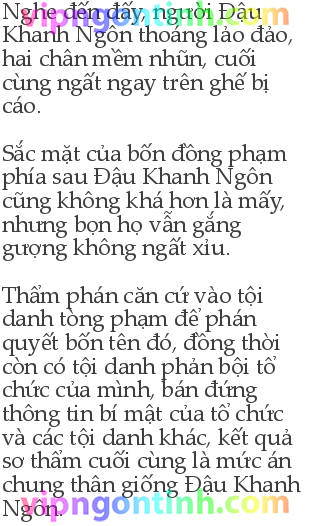 Nghe đến đấy, người Đậu
vipngontinh.com
Khanh Ngôn thoáng lảo đảo,
hai chân mềm nhũn, cuối
cùng ngất ngay trên ghế bị
cáo.
Sắc mặt của bốn đồng phạm
phía sau Đậu Khanh Ngôn
cũng không khá hơn là mấy,
nhưng bọn họ vẫn gắng
gượng không ngất xỉu.
Thẩm phán căn cứ vào tội
danh tòng phạm để phán
quyết bốn tên đó, đồng thời
còn có tội danh phản bội tổ
chức của mình, bán đứng
thông tin bí mật của tổ chức
và các tội danh khác, kết quả
sơ thẩm cuối cùng là mức án
chung thân giống Đậu Khanh
Ngôn.
vipngontinh.com